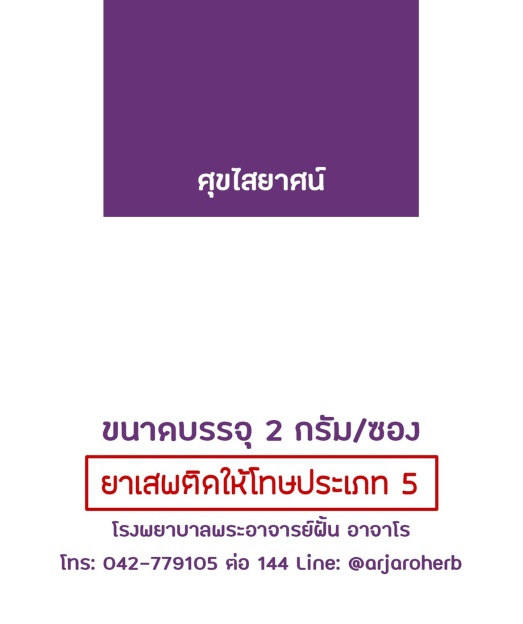 ศุขไสยาศน์
ขนาดบรรจุ 2 กรัม/ซอง
ยาเสพติดให้โทษประเภท 5
โรงพยาบาลพระอาจารย์ฝั้น อาจาโร
โทร: 042-779105 ต่อ 144 Line: @arjaroherb